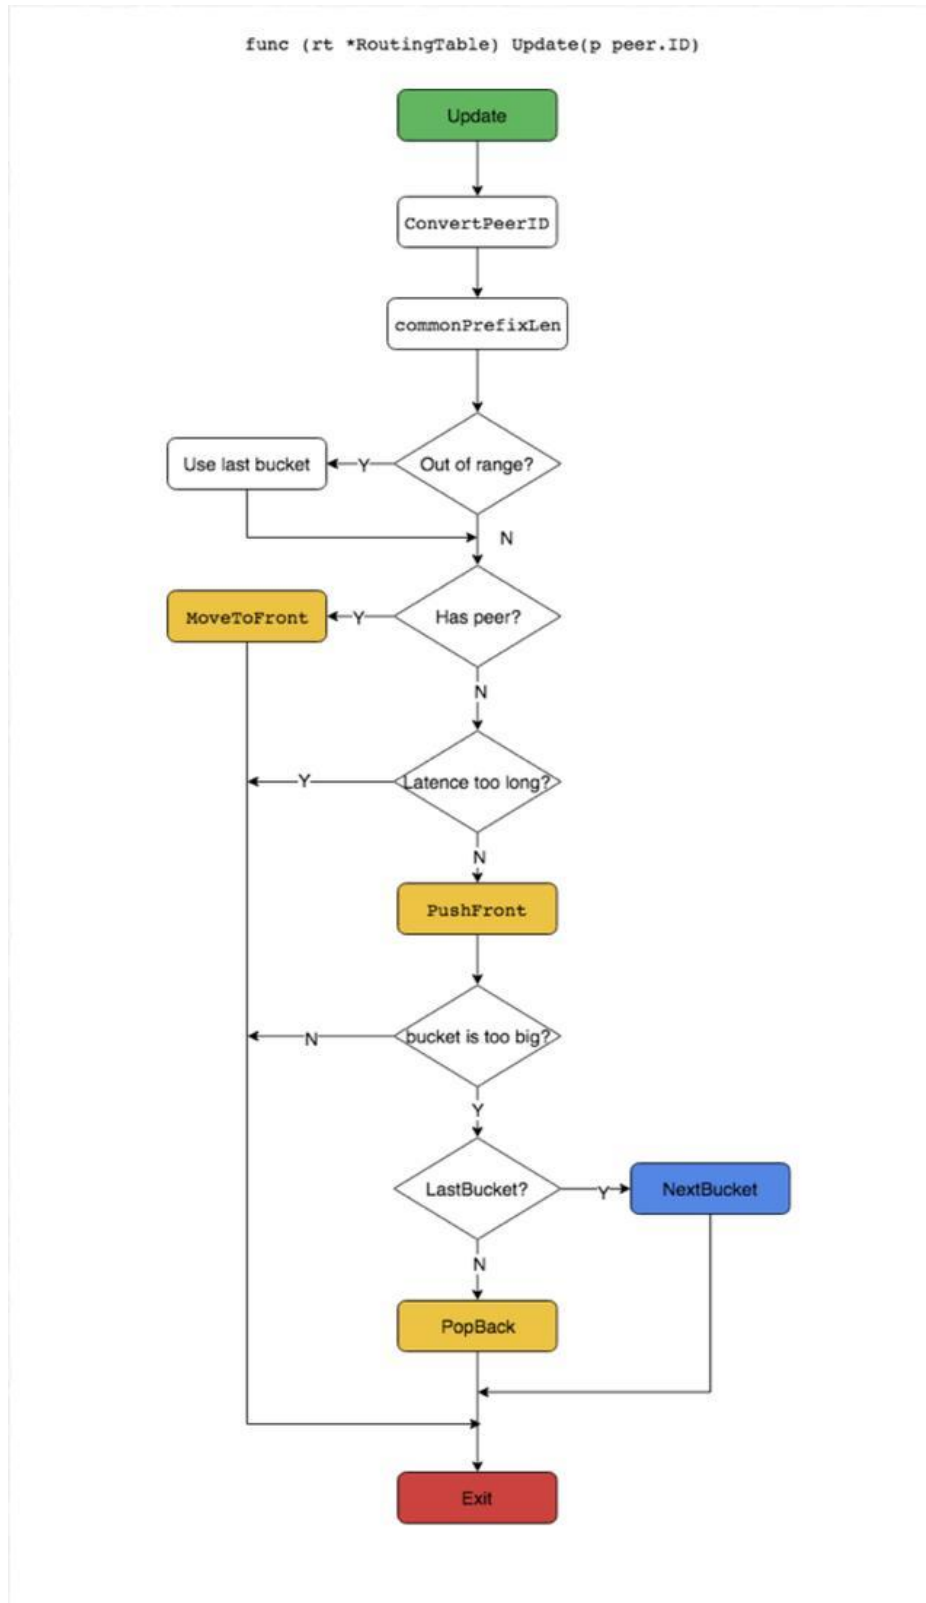 func (rt *RoutingTable) Update(p peer.ID)
Update
ConvertPeerID
commonPrefixLen
Out of range?
Y
Use last bucket
N
Has peer?
Y
MoveToFront
N
Latence too long?
Y
N
PushFront
bucket is too big?
N
Y
LastBucket?
Y
NextBucket
N
PopBack
Exit